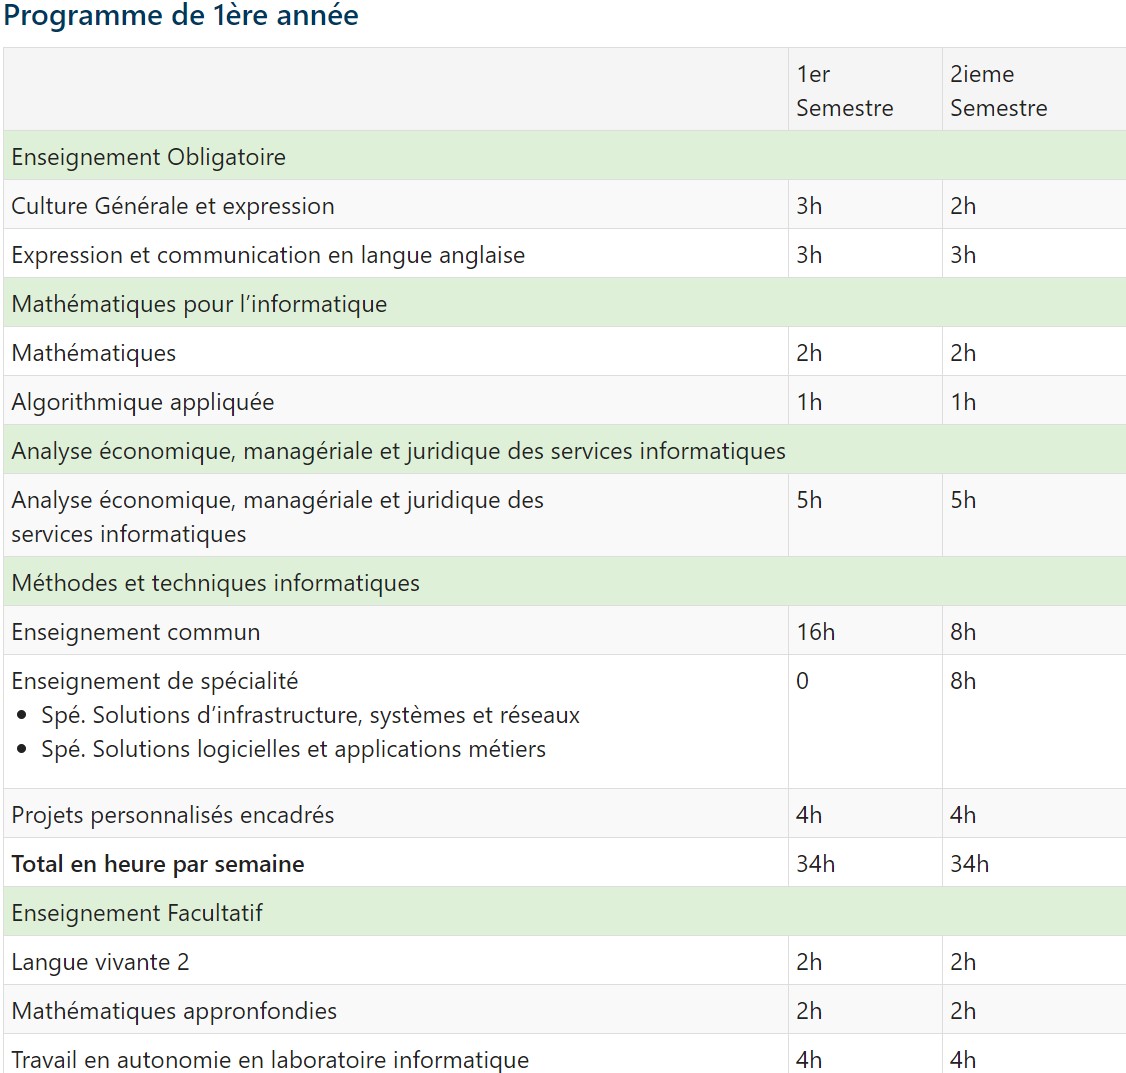 Programme de 1ère année
1er
Semestre
2ieme
Semestre
Enseignement Obligatoire
Culture Générale et expression 3h 2h
Expression et communication en langue anglaise 3h 3h
Mathématiques pour l’informatique
Mathématiques 2h 2h
Algorithmique appliquée 1h 1h
Analyse économique, managériale et juridique des services informatiques
Analyse économique, managériale et juridique des 5h 5h
services informatiques
Méthodes et techniques informatiques
Enseignement commun 16h 8h
Enseignement de spécialité 0 8h
• Spé. Solutions d’infrastructure, systèmes et réseaux
• Spé. Solutions logicielles et applications métiers
Projets personnalisés encadrés 4h 4h
Total en heure par semaine 34h 34h
Enseignement Facultatif
Langue vivante 2 2h 2h
Mathématiques appronfondies 2h 2h
Travail en autonomie en laboratoire informatique 4h 4h